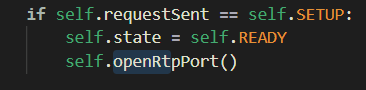 if self.requestSent == self.SETUP:
    self.state = self.READY
    self.openRtpPort()